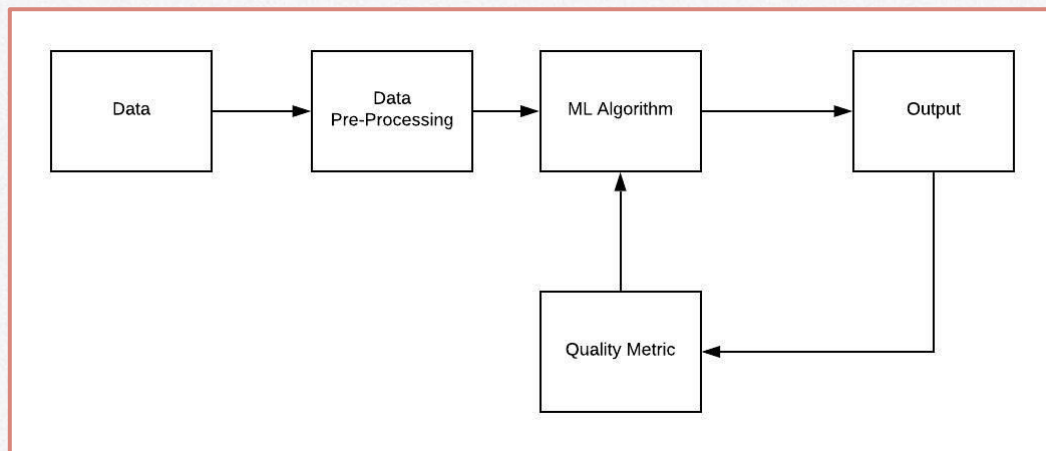 Data
Data
Pre-Processing
ML Algorithm
Output
Quality Metric